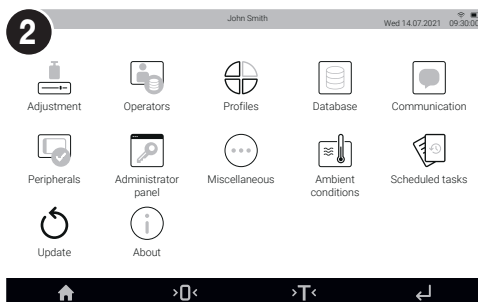 2
John Smith
Wed 14.07.2021 09:30:00
Adjustment
Operators
Profiles
Database
Communication
Peripherals
Administrator
panel
Miscellaneous
Ambient
conditions
Scheduled tasks
Update
About
>0<
>T<